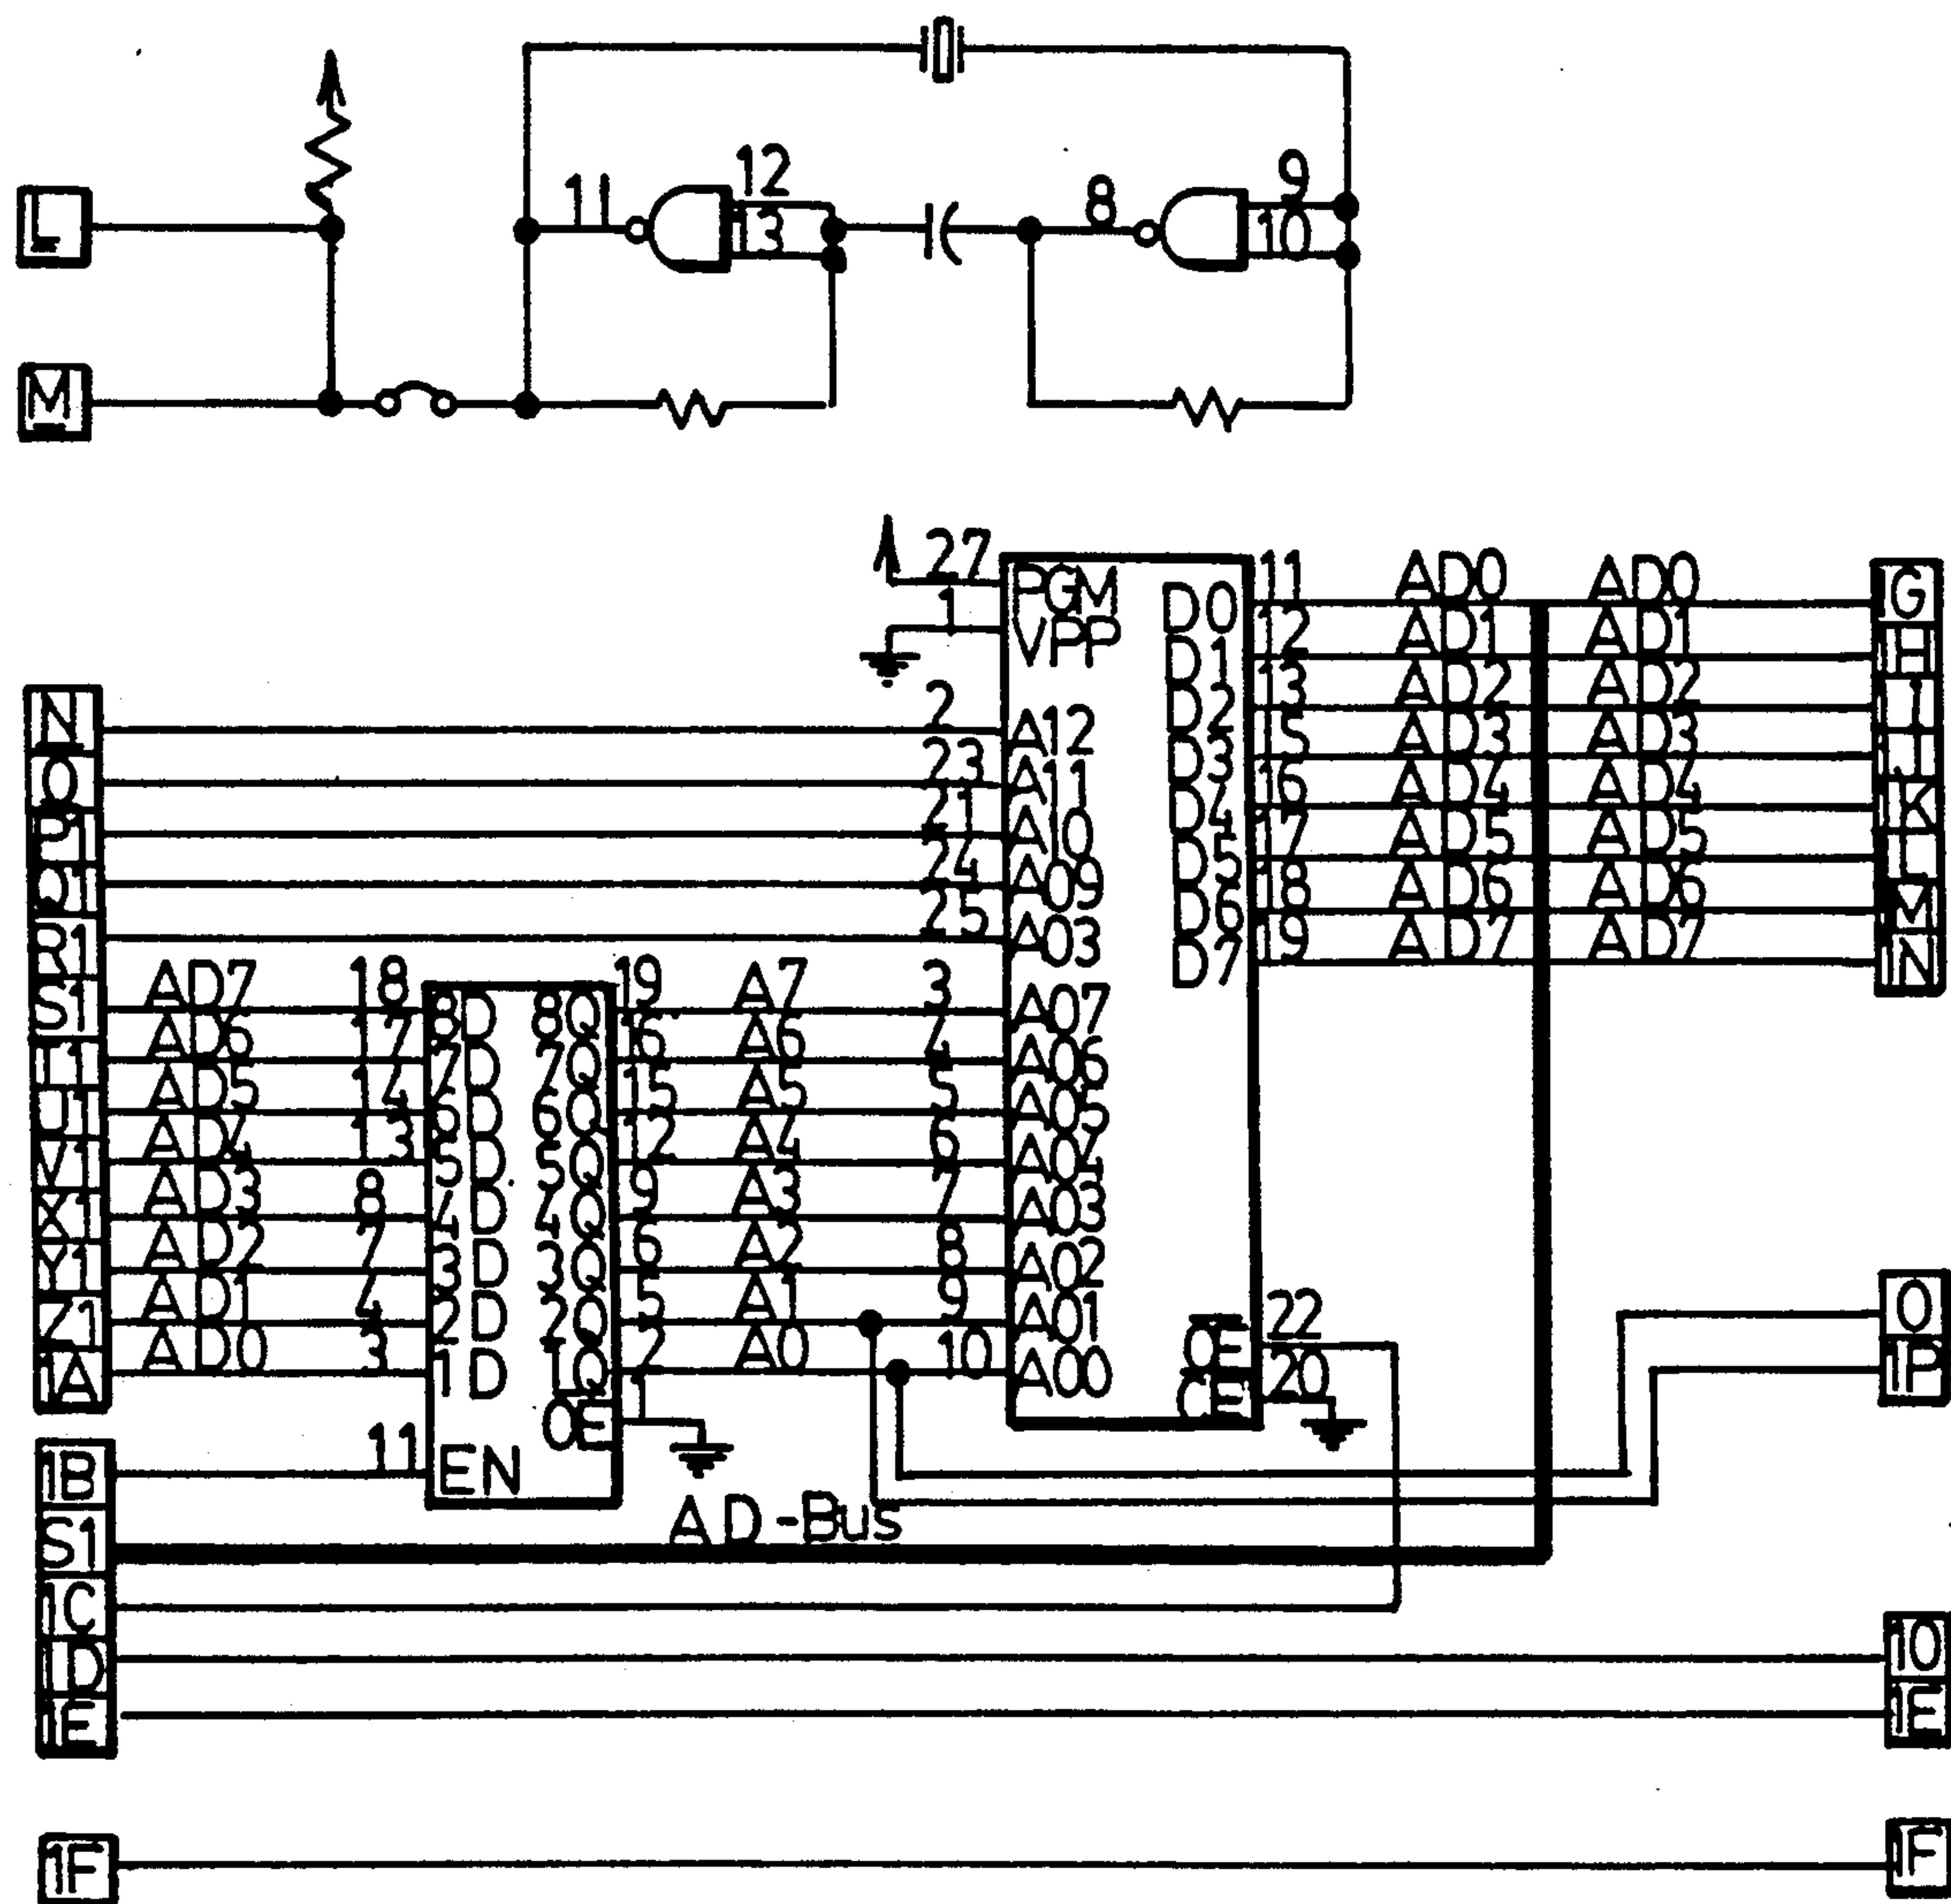 12
9
11
8
L
13
10
M
27
PGM
11
AD0
AD0
1G
1
VPP
D0
12
AD1
AD1
1H
D1
13
AD2
AD2
1I
N
2
A12
D2
15
AD3
AD3
1J
O
23
A11
D3
16
AD4
AD4
1K
P1
21
A10
D4
17
AD5
AD5
1L
Q1
24
A09
D5
18
AD6
AD6
1M
R1
25
A03
D6
19
AD7
AD7
1N
D7
S1
AD7
18
8D
8Q
19
A7
3
A07
T1
AD6
17
7D
7Q
16
A6
4
A06
U1
AD5
14
6D
6Q
15
A5
5
A05
V1
AD4
13
5D
5Q
12
A4
6
A04
X1
AD3
8
4D
4Q
9
A3
7
A03
Y1
AD2
7
3D
3Q
6
A2
8
A02
Z1
AD1
4
2D
2Q
5
A1
9
A01
OE
22
O
1A
AD0
3
1D
1Q
2
A0
10
A00
CE
20
1P
OE
1
1B
11
EN
S1
AD-Bus
1C
1D
10
1E
1E
1F
1F